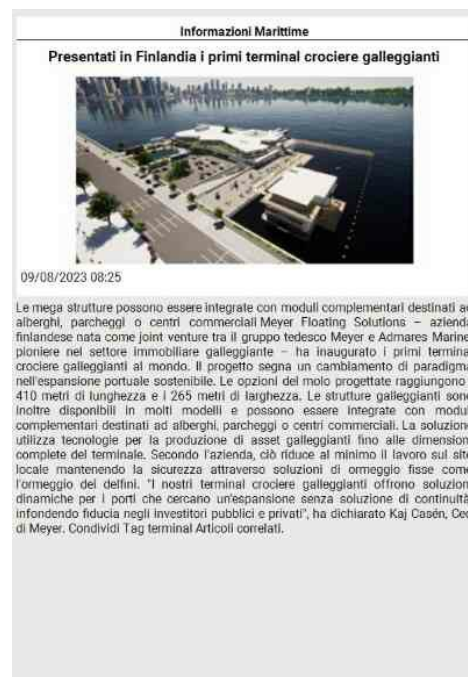 Informazioni Marittime
Presentati in Finlandia i primi terminal crociere galleggianti
09/08/2023 08:25
Le mega strutture possono essere integrate con moduli complementari destinati ad
alberghi, parcheggi o centri commerciali Meyer Floating Solutions – azienda
finlandese nata come joint venture tra il gruppo tedesco Meyer e Admares Marine,
pioniere nel settore immobiliare galleggiante – ha inaugurato i primi terminal
crociere galleggianti al mondo. Il progetto segna un cambiamento di paradigma
nell'espansione portuale sostenibile. Le opzioni del molo progettate raggiungono i
410 metri di lunghezza e i 265 metri di larghezza. Le strutture galleggianti sono
inoltre disponibili in molti modelli e possono essere integrate con moduli
complementari destinati ad alberghi, parcheggi o centri commerciali. La soluzione
utilizza tecnologie per la produzione di asset galleggianti fino alle dimensioni
complete del terminale. Secondo l'azienda, ciò riduce al minimo il lavoro sul sito
locale mantenendo la sicurezza attraverso soluzioni di ormeggio fisse come
l'ormeggio dei delfini. "I nostri terminal crociere galleggianti offrono soluzioni
dinamiche per i porti che cercano un'espansione senza soluzione di continuità,
infondendo fiducia negli investitori pubblici e privati", ha dichiarato Kaj Casén, Ceo
di Meyer. Condividi Tag terminal Articoli correlati.